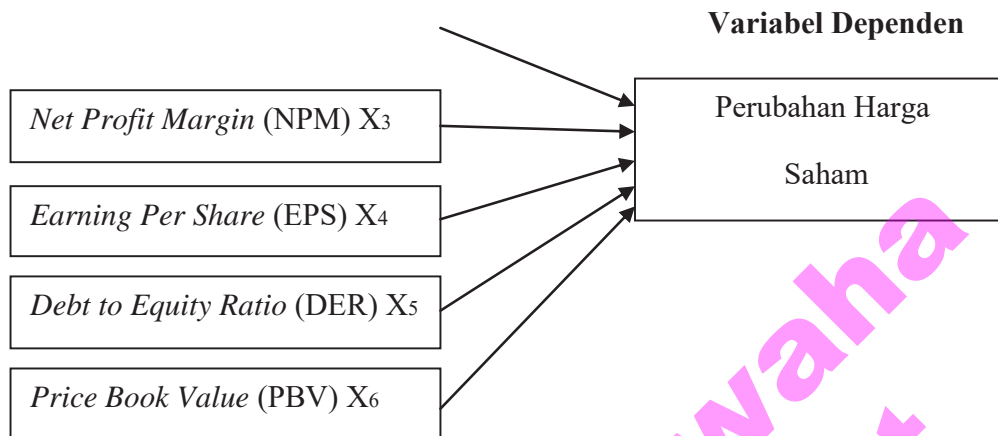 Variabel Dependen
Net Profit Margin (NPM) X3
Earning Per Share (EPS) X4
Debt to Equity Ratio (DER) X5
Price Book Value (PBV) X6
Perubahan Harga
Saham